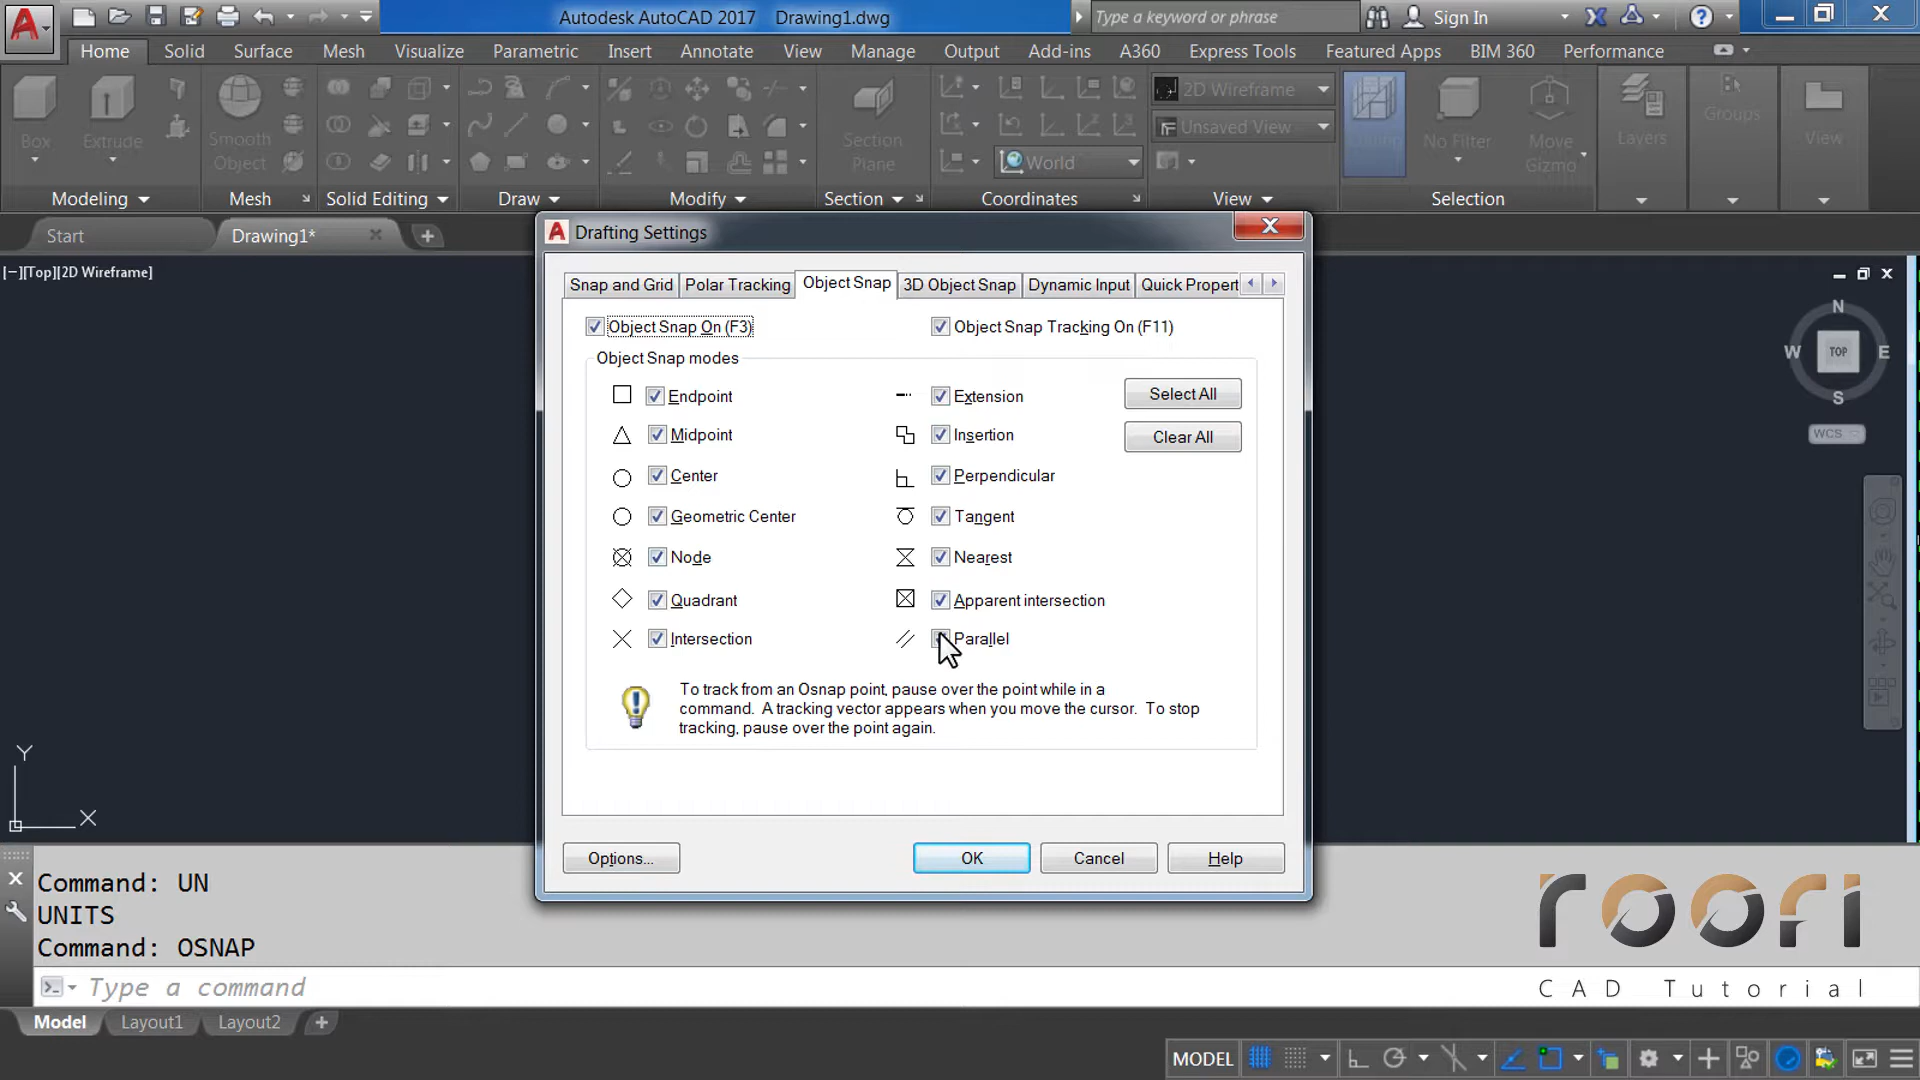 Autodesk AutoCAD 2017 Drawing1.dwg
Type a keyword or phrase
Sign In
Home Solid Surface Mesh Visualize Parametric Insert Annotate View Manage Output Add-ins A360 Express Tools Featured Apps BIM 360 Performance
Box
Extrude
Smooth
Object
Section
Plane
World
2D Wireframe
Unsaved View
No Filter
Move
Gizmo
Layers
Groups
View
Modeling Mesh Solid Editing Draw Modify Section Coordinates View Selection
Start
Drawing1*
[−][Top][2D Wireframe]
Drafting Settings
Snap and Grid
Polar Tracking
Object Snap
3D Object Snap
Dynamic Input
Quick Propert
Object Snap On (F3)
Object Snap Tracking On (F11)
Object Snap modes
Endpoint
Extension
Select All
Midpoint
Insertion
Clear All
Center
Perpendicular
Geometric Center
Tangent
Node
Nearest
Quadrant
Apparent intersection
Intersection
Parallel
To track from an Osnap point, pause over the point while in a
command. A tracking vector appears when you move the cursor. To stop
tracking, pause over the point again.
Options...
OK
Cancel
Help
N
W
TOP
E
S
WCS
Y
X
Command: UN
UNITS
Command: OSNAP
Type a command
roofi
CAD Tutorial
Model
Layout1
Layout2
MODEL